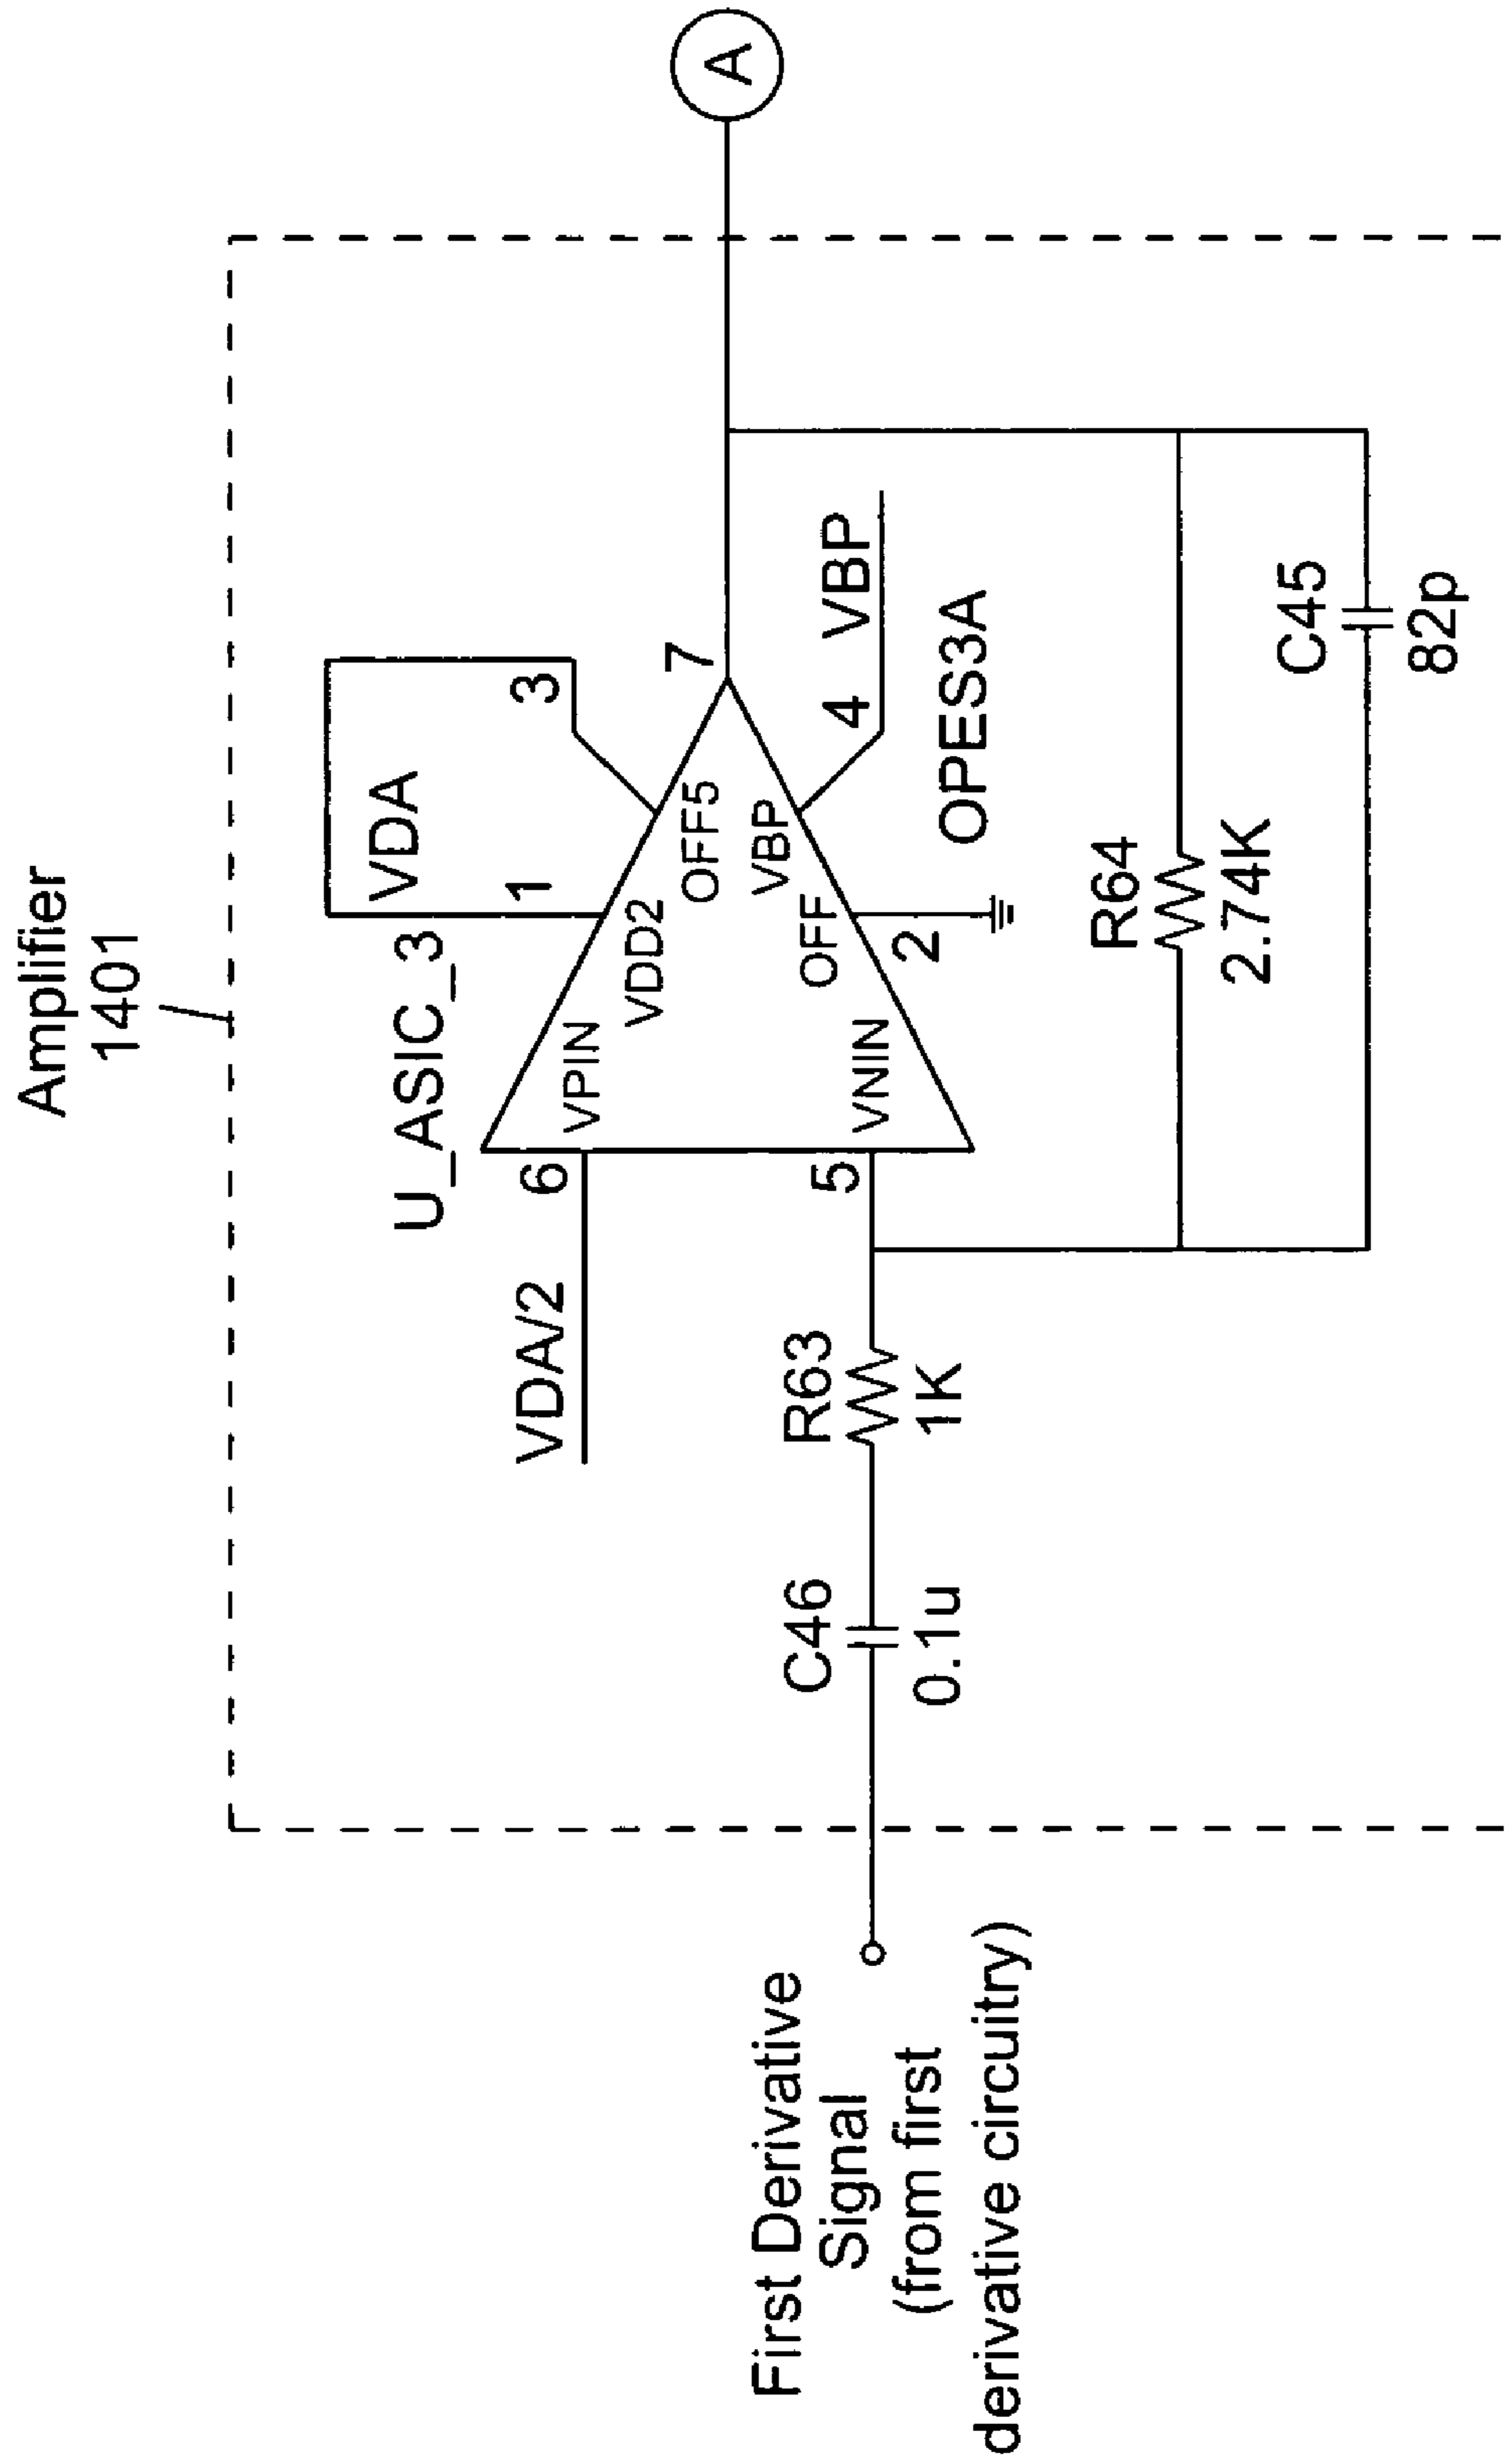 Amplifier
1401
U_ASIC_3
VDA
1
3
VDA/2
6
VPIN
VDD2
OFF5
7
A
5
VNIN
OFF
VBP
2
4
VBP
OPES3A
First Derivative
Signal
(from first
derivative circuitry)
C46
0.1u
R63
1K
R64
2.74K
C45
82p